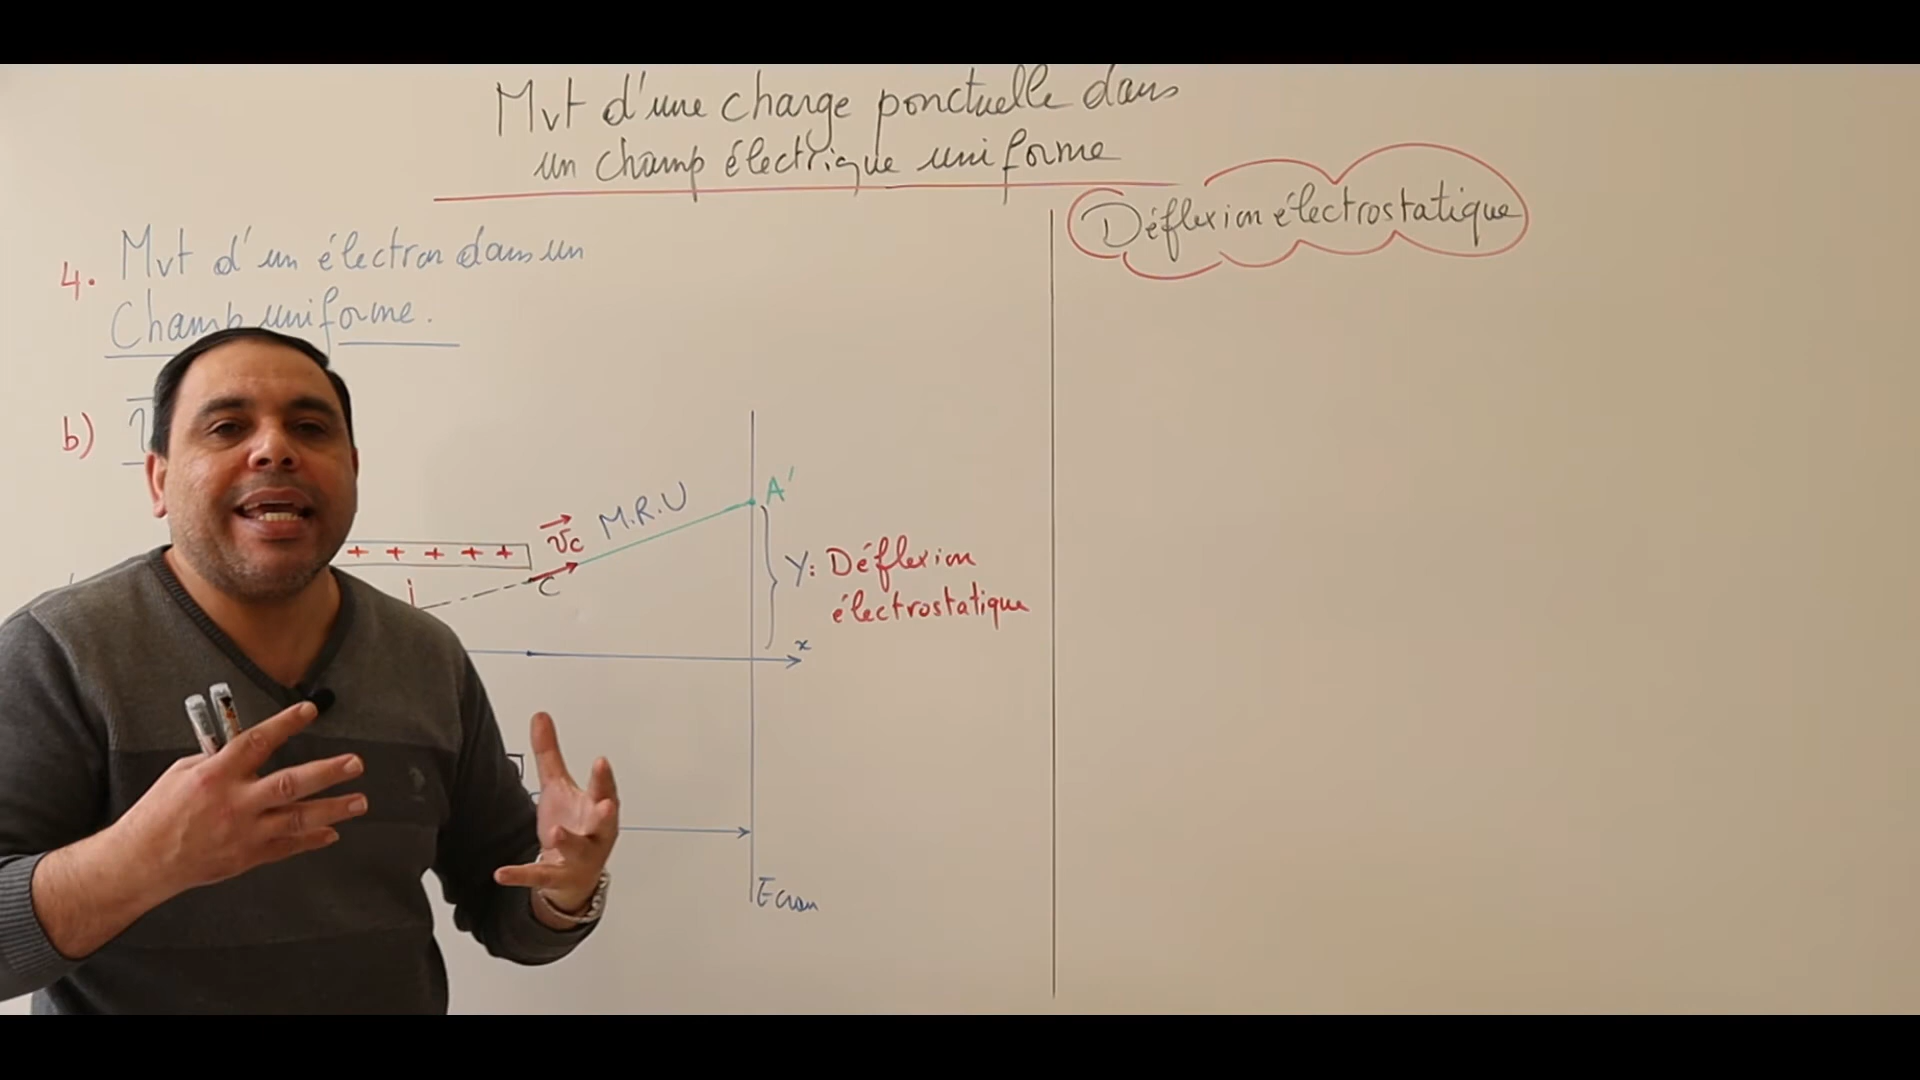 Mvt d'une charge ponctuelle dans
un champ électrique uniforme
4. Mvt d'un électron dans un
Champ uniforme.
b)
Déflexion électrostatique
A'
M.R.U
vc
+ + + + +
C
i
Y: Déflexion
électrostatique
x
Ecran